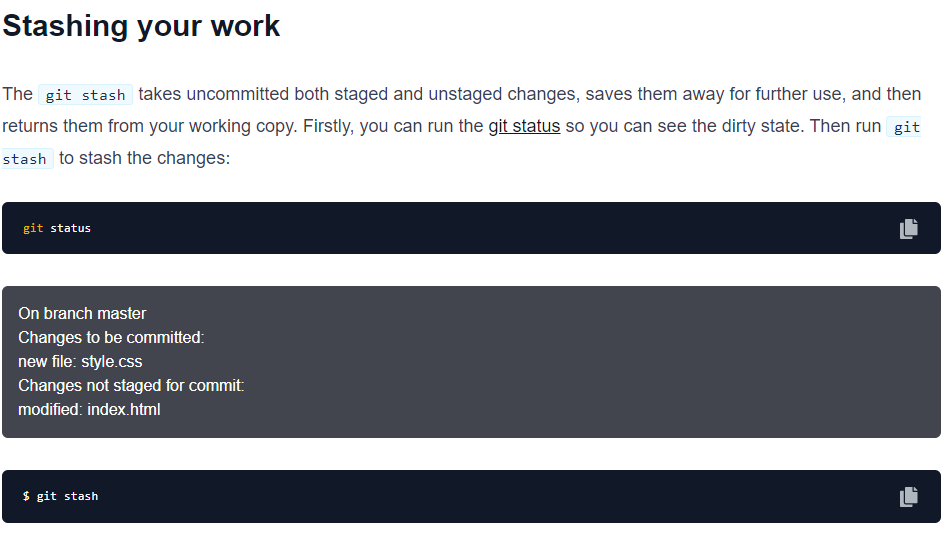 Stashing your work
The git stash takes uncommitted both staged and unstaged changes, saves them away for further use, and then
returns them from your working copy. Firstly, you can run the git status so you can see the dirty state. Then run git
stash to stash the changes:
git status
On branch master
Changes to be committed:
new file: style.css
Changes not staged for commit:
modified: index.html
$ git stash